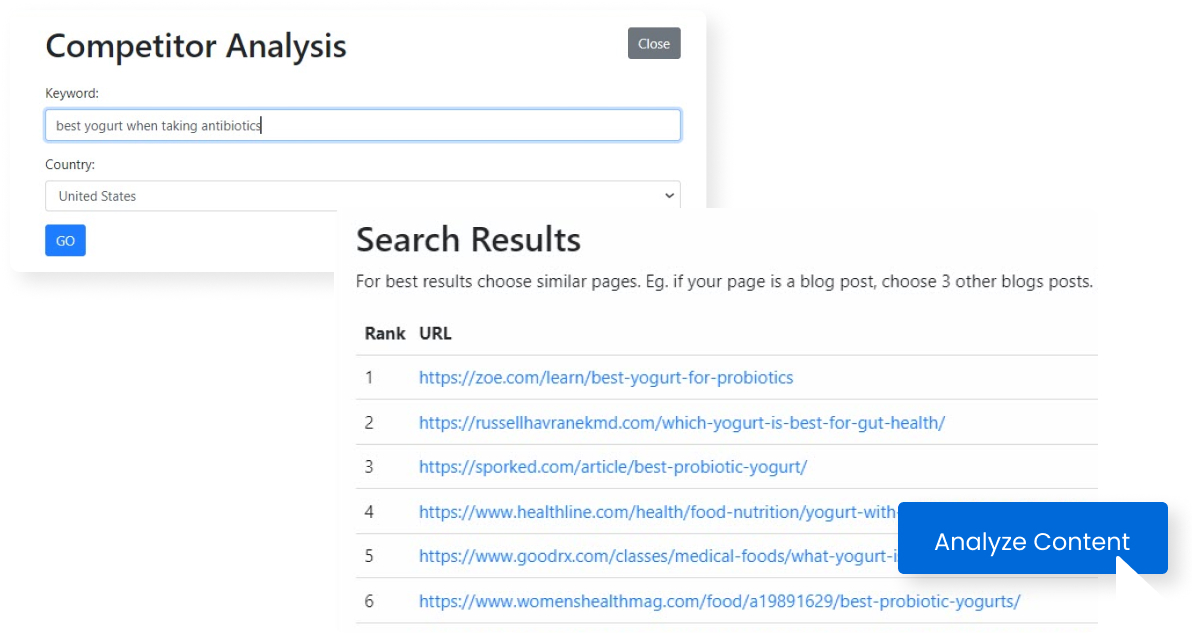 Competitor Analysis
Close
Keyword:
best yogurt when taking antibiotics
Country:
United States
GO
Search Results
For best results choose similar pages. Eg. if your page is a blog post, choose 3 other blogs posts.
Rank URL
1 https://zoe.com/learn/best-yogurt-for-probiotics
2 https://russellhavranekmd.com/which-yogurt-is-best-for-gut-health/
3 https://sporked.com/article/best-probiotic-yogurt/
4 https://www.healthline.com/health/food-nutrition/yogurt-with-
5 https://www.goodrx.com/classes/medical-foods/what-yogurt-i
Analyze Content
6 https://www.womenshealthmag.com/food/a19891629/best-probiotic-yogurts/